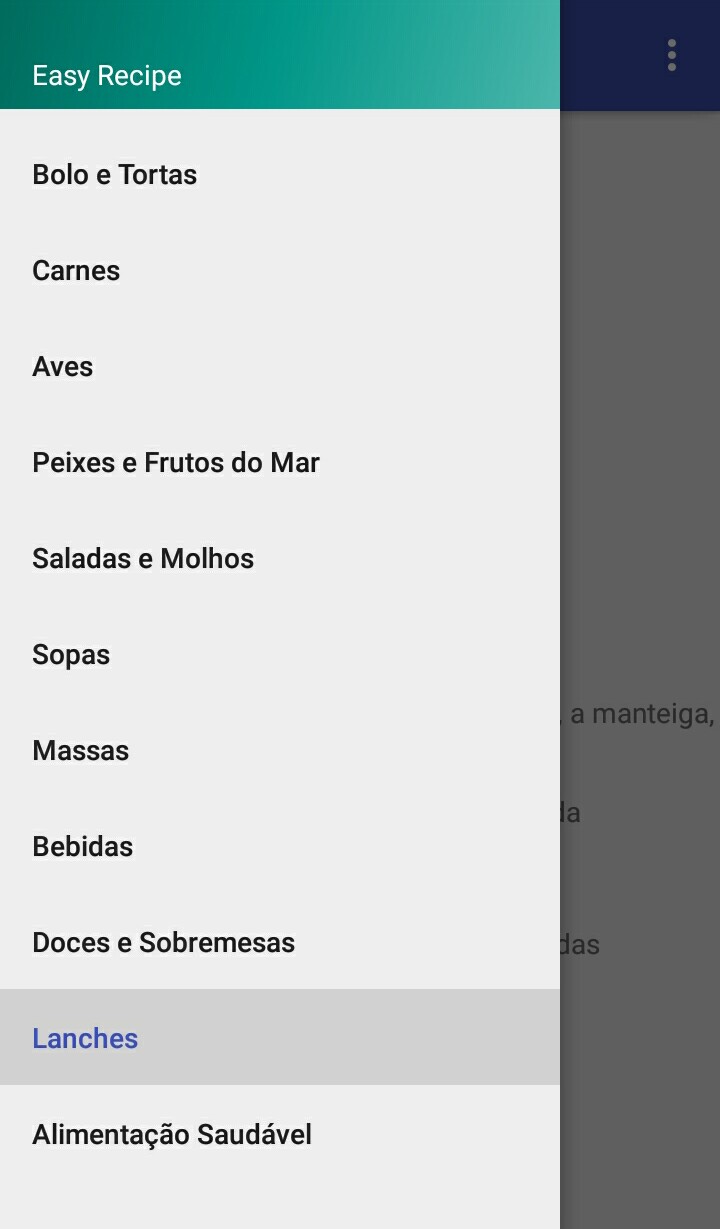 Easy Recipe
Bolo e Tortas
Carnes
Aves
Peixes e Frutos do Mar
Saladas e Molhos
Sopas
Massas
, a manteiga,
da
Bebidas
Doces e Sobremesas
das
Lanches
Alimentação Saudável